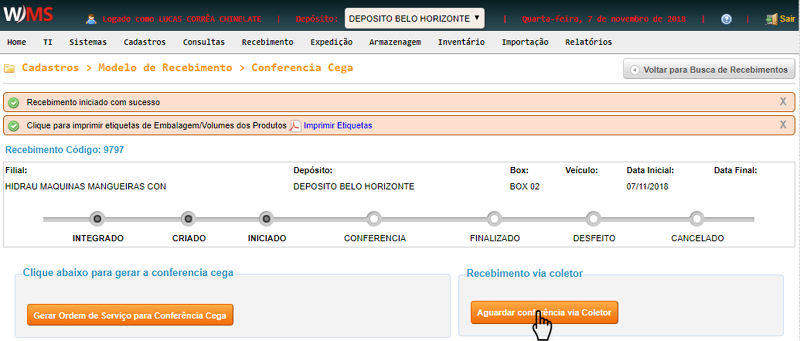 WMS Logado como LUCAS CORRÊA CHINELATE | Depósito: DEPOSITO BELO HORIZONTE | Quarta-feira, 7 de novembro de 2018 | ? | Sair
Home TI Sistemas Cadastros Consultas Recebimento Expedição Armazenagem Inventário Importação Relatórios
Cadastros > Modelo de Recebimento > Conferencia Cega Voltar para Busca de Recebimentos
Recebimento iniciado com sucesso X
Clique para imprimir etiquetas de Embalagem/Volumes dos Produtos Imprimir Etiquetas X
Recebimento Código: 9797
Filial: Depósito: Box: Veículo: Data Inicial: Data Final:
HIDRAU MAQUINAS MANGUEIRAS CON DEPOSITO BELO HORIZONTE BOX 02 07/11/2018
INTEGRADO CRIADO INICIADO CONFERENCIA FINALIZADO DESFEITO CANCELADO
Clique abaixo para gerar a conferencia cega Recebimento via coletor
Gerar Ordem de Serviço para Conferência Cega Aguardar conferência via Coletor